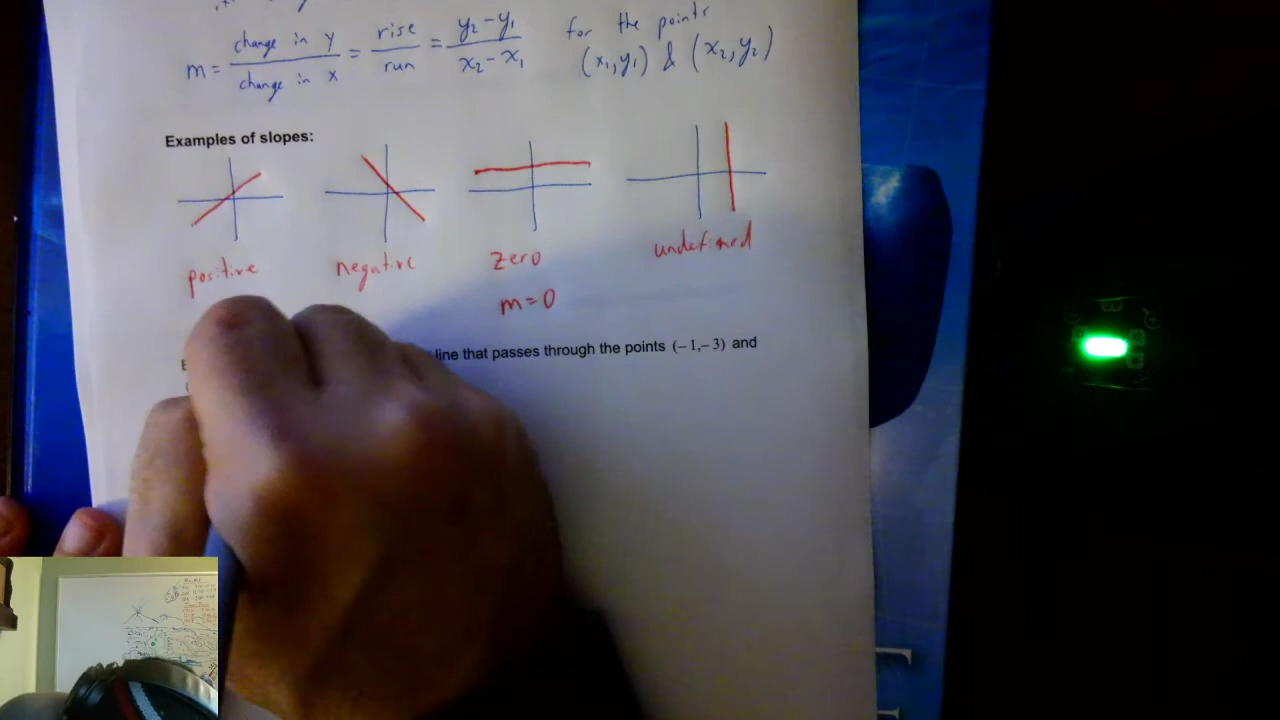 m = change in y / change in x = rise / run = y₂ - y₁ / x₂ - x₁ for the points (x₁, y₁) & (x₂, y₂)
Examples of slopes:
positive negative zero undefined
m = 0
line that passes through the points (−1,−3) and